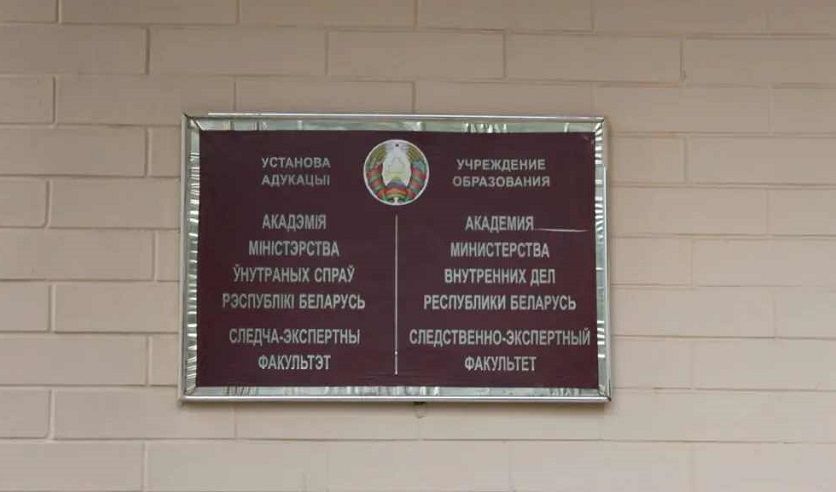 УСТАНОВА
АДУКАЦЫІ
АКАДЭМІЯ
МІНІСТЭРСТВА
ЎНУТРАНЫХ СПРАЎ
РЭСПУБЛІКІ БЕЛАРУСЬ
СЛЕДЧА-ЭКСПЕРТНЫ
ФАКУЛЬТЭТ
УЧРЕЖДЕНИЕ
ОБРАЗОВАНИЯ
АКАДЕМИЯ
МИНИСТЕРСТВА
ВНУТРЕННИХ ДЕЛ
РЕСПУБЛИКИ БЕЛАРУСЬ
СЛЕДСТВЕННО-ЭКСПЕРТНЫЙ
ФАКУЛЬТЕТ